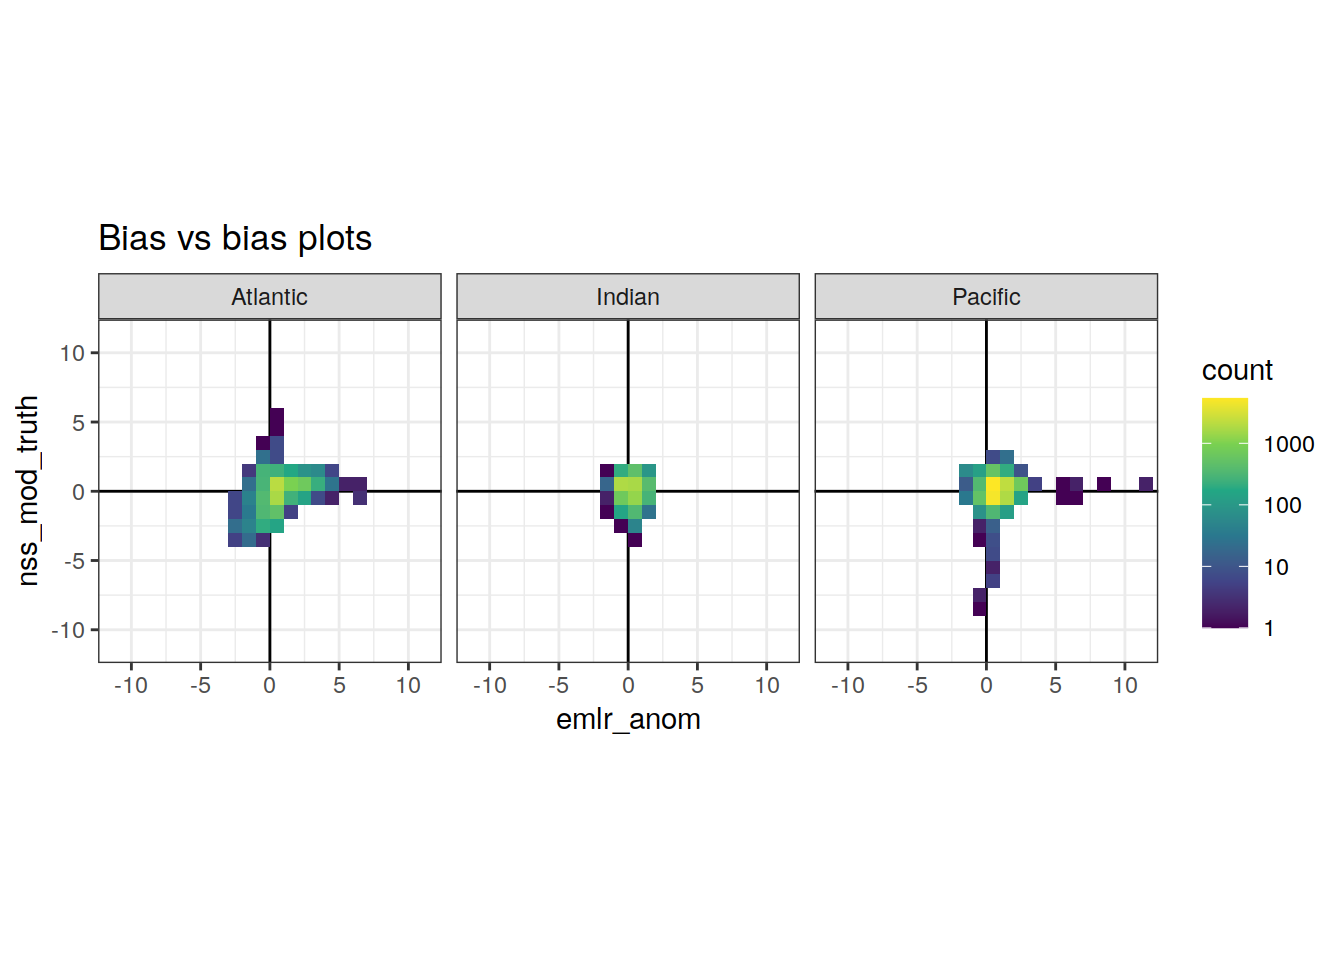 Bias vs bias plots
Atlantic
Indian
Pacific
nss_mod_truth
10
5
0
-5
-10
-10 -5 0 5 10
-10 -5 0 5 10
-10 -5 0 5 10
emlr_anom
count
1000
100
10
1